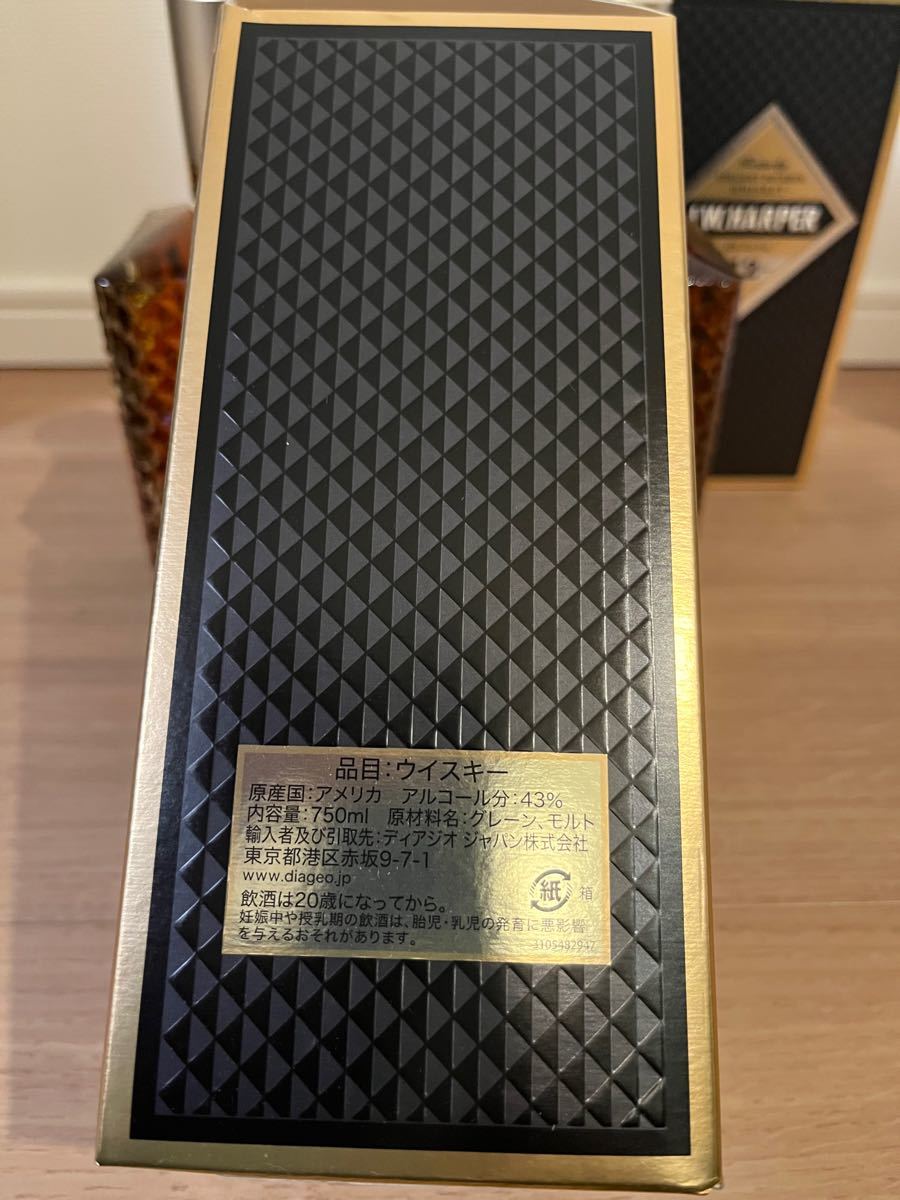 W.HARPER
品目:ウイスキー
原産国:アメリカ アルコール分:43%
内容量:750ml 原材料名:グレーン、モルト
輸入者及び引取先:ディアジオ ジャパン株式会社
東京都港区赤坂9-7-1
www.diageo.jp
飲酒は20歳になってから。
紙 箱
妊娠中や授乳期の飲酒は、胎児・乳児の発育に悪影響
を与えるおそれがあります。
3105482947